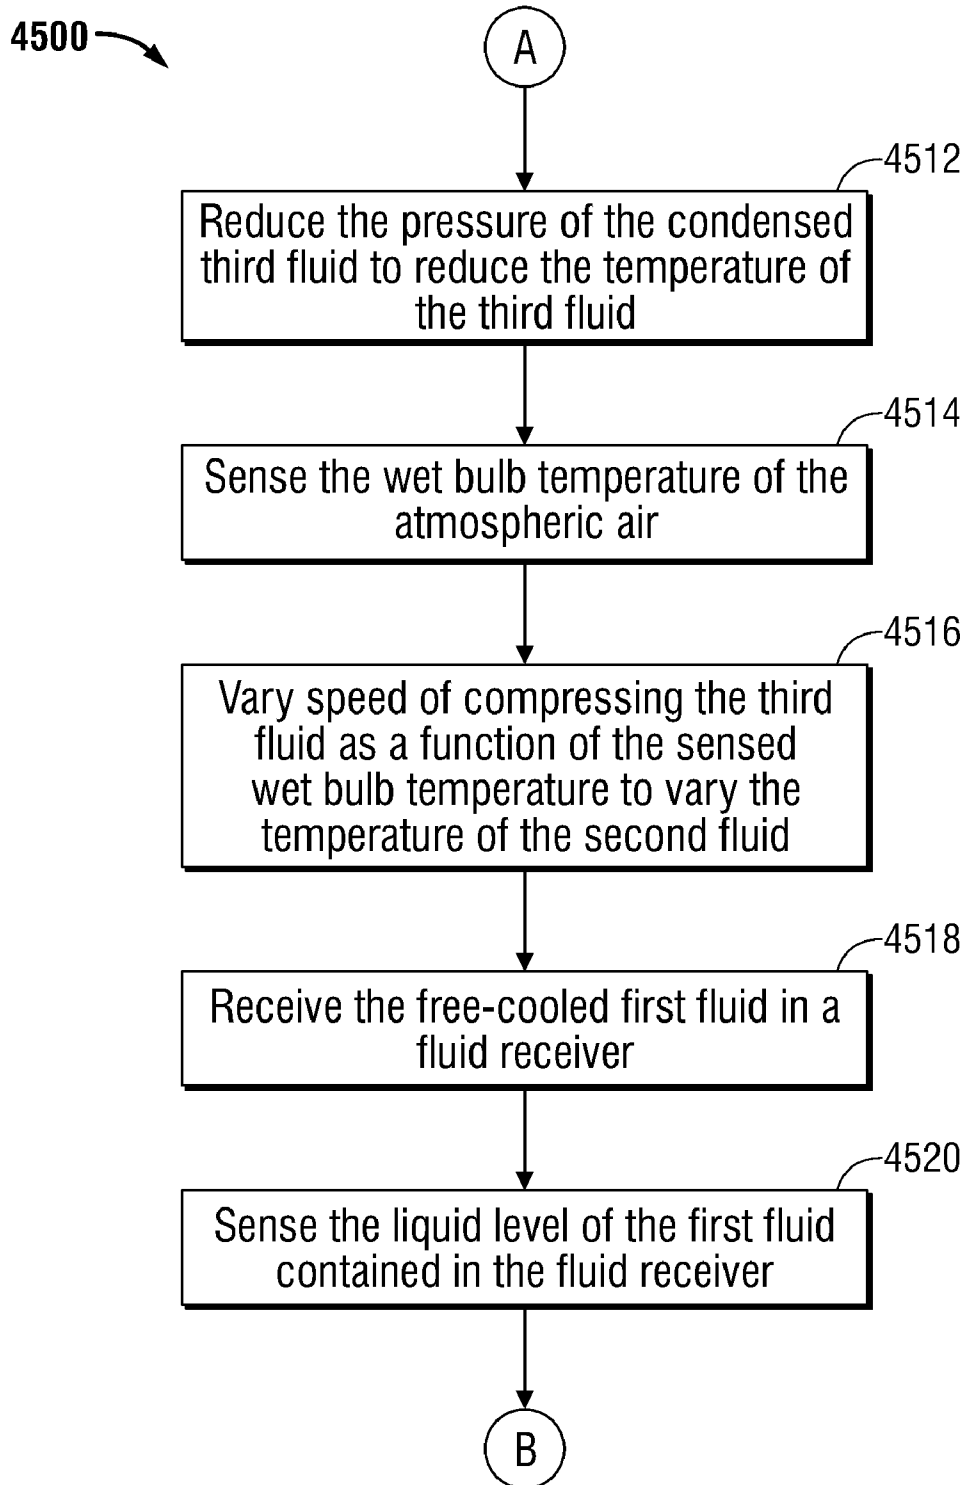 4500
A
4512
Reduce the pressure of the condensed
third fluid to reduce the temperature of
the third fluid
4514
Sense the wet bulb temperature of the
atmospheric air
4516
Vary speed of compressing the third
fluid as a function of the sensed
wet bulb temperature to vary the
temperature of the second fluid
4518
Receive the free-cooled first fluid in a
fluid receiver
4520
Sense the liquid level of the first fluid
contained in the fluid receiver
B